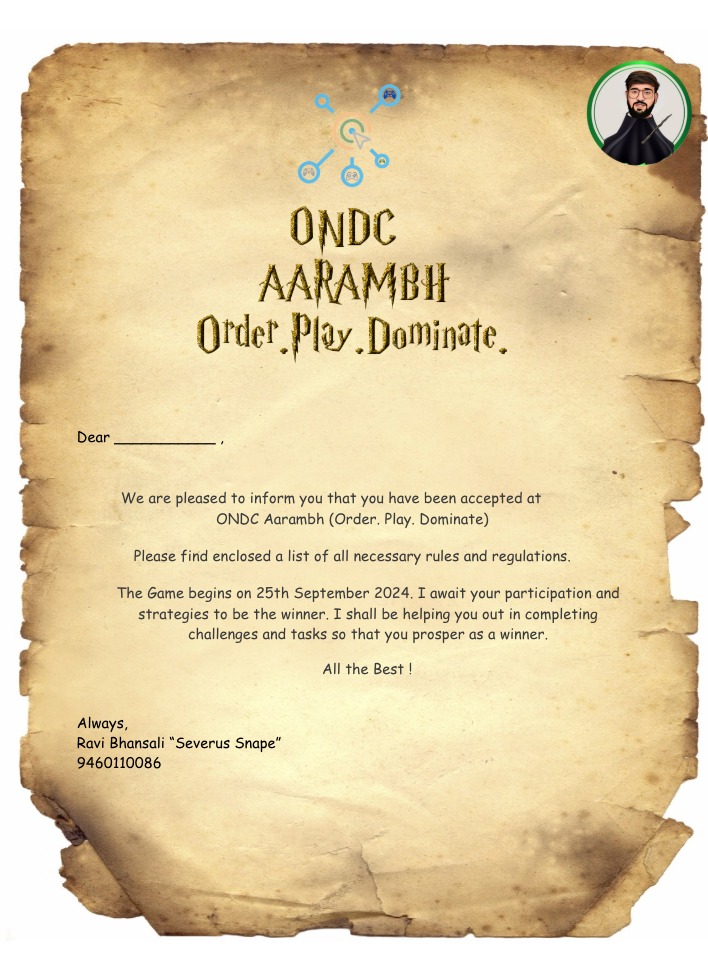 ONDC
AARAMBH
Order.Play.Dominate.
Dear ____________ ,
We are pleased to inform you that you have been accepted at
ONDC Aarambh (Order. Play. Dominate)
Please find enclosed a list of all necessary rules and regulations.
The Game begins on 25th September 2024. I await your participation and
strategies to be the winner. I shall be helping you out in completing
challenges and tasks so that you prosper as a winner.
All the Best !
Always,
Ravi Bhansali “Severus Snape”
9460110086